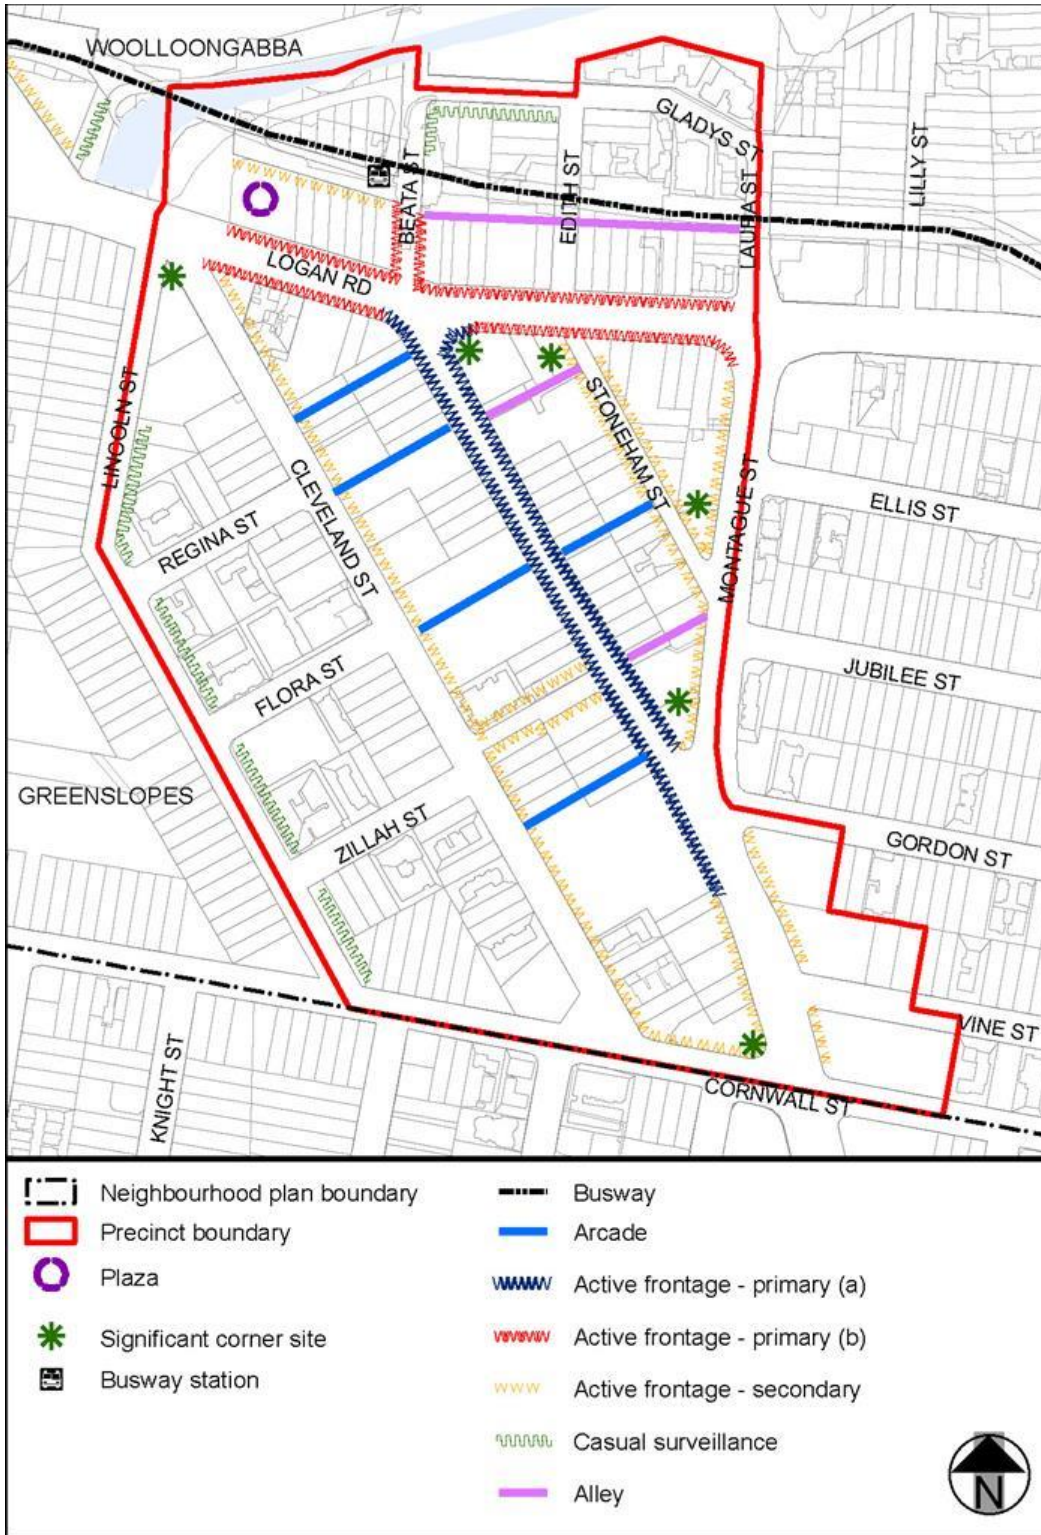 WOOLLOONGABBA
GLADYS ST
LILLY ST
BEATA ST
EDITH ST
LAURA ST
LOGAN RD
LINCOLN ST
STONEHAM ST
CLEVELAND ST
MONTAGUE ST
ELLIS ST
REGINA ST
JUBILEE ST
FLORA ST
GREENSLOPES
ZILLAH ST
GORDON ST
VINE ST
KNIGHT ST
CORNWALL ST
Neighbourhood plan boundary
Precinct boundary
Plaza
Significant corner site
Busway station
Busway
Arcade
Active frontage - primary (a)
Active frontage - primary (b)
Active frontage - secondary
Casual surveillance
Alley
N